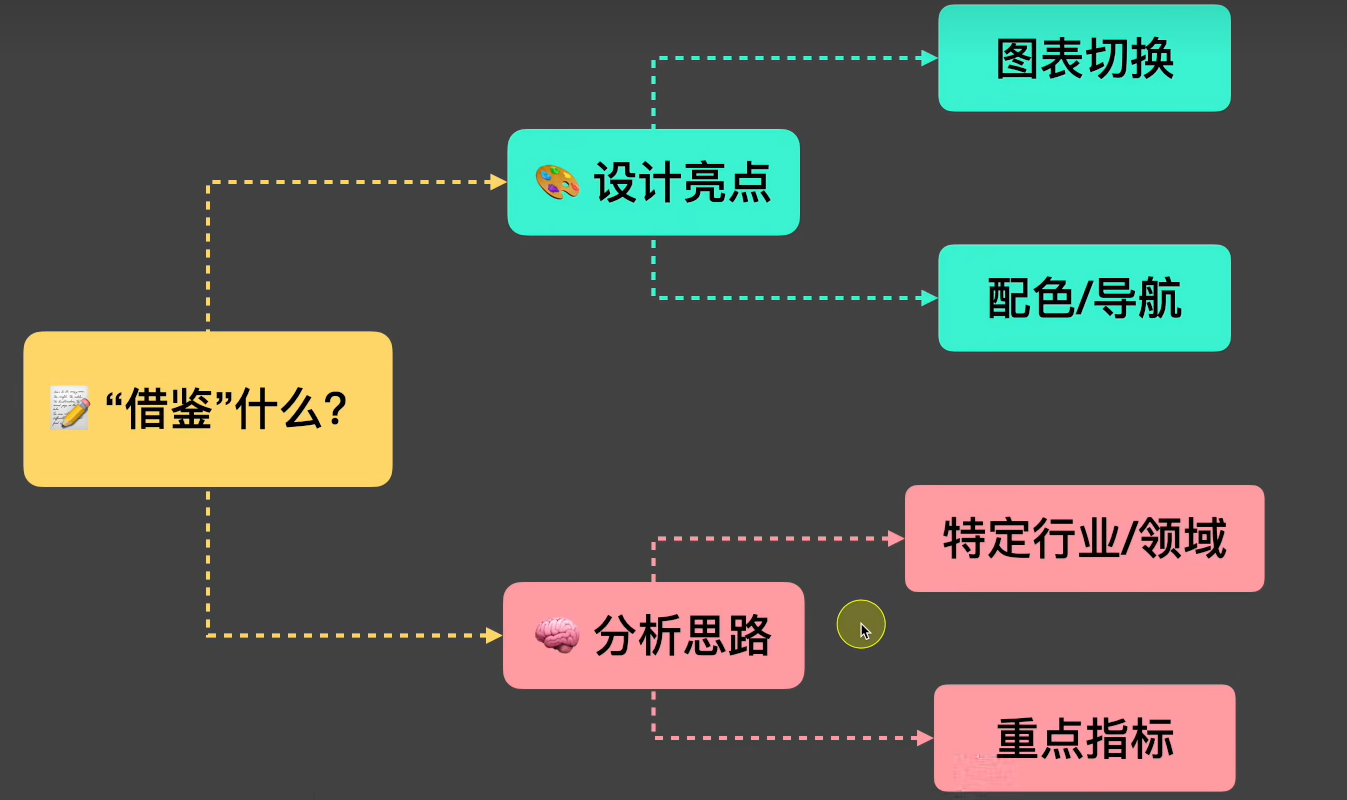 图表切换
设计亮点
配色/导航
“借鉴”什么?
特定行业/领域
分析思路
重点指标